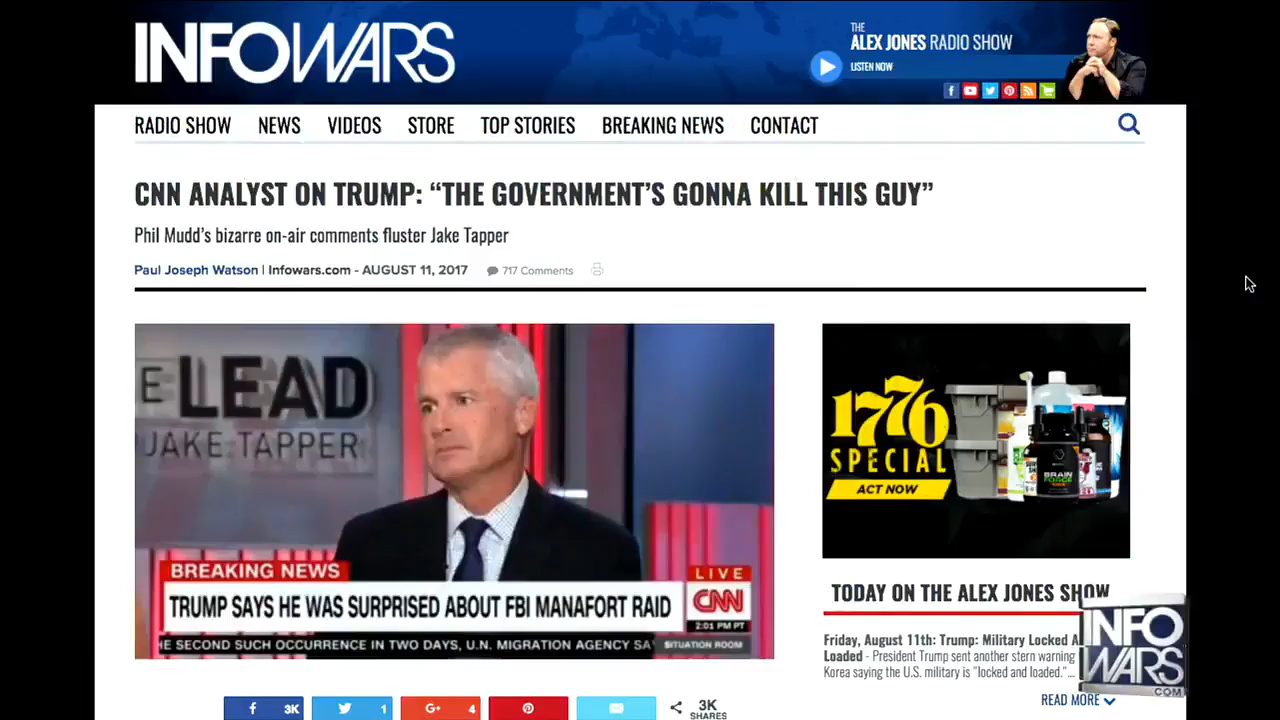 INFOWARS
THE
ALEX JONES RADIO SHOW
LISTEN NOW
RADIO SHOW NEWS VIDEOS STORE TOP STORIES BREAKING NEWS CONTACT
CNN ANALYST ON TRUMP: “THE GOVERNMENT’S GONNA KILL THIS GUY”
Phil Mudd’s bizarre on-air comments fluster Jake Tapper
Paul Joseph Watson | Infowars.com - AUGUST 11, 2017 717 Comments
E LEAD
JAKE TAPPER
BREAKING NEWS
LIVE
TRUMP SAYS HE WAS SURPRISED ABOUT FBI MANAFORT RAID
CNN
2:01 PM PT
HE SECOND SUCH OCCURRENCE IN TWO DAYS, U.N. MIGRATION AGENCY SA
SITUATION ROOM
1776
SPECIAL
ACT NOW
BRAIN
FORCE
TODAY ON THE ALEX JONES SHOW
Friday, August 11th: Trump: Military Locked A
Loaded - President Trump sent another stern warning
Korea saying the U.S. military is "locked and loaded."...
READ MORE
INFO
WARS
.COM
3K
1
4
3K
SHARES